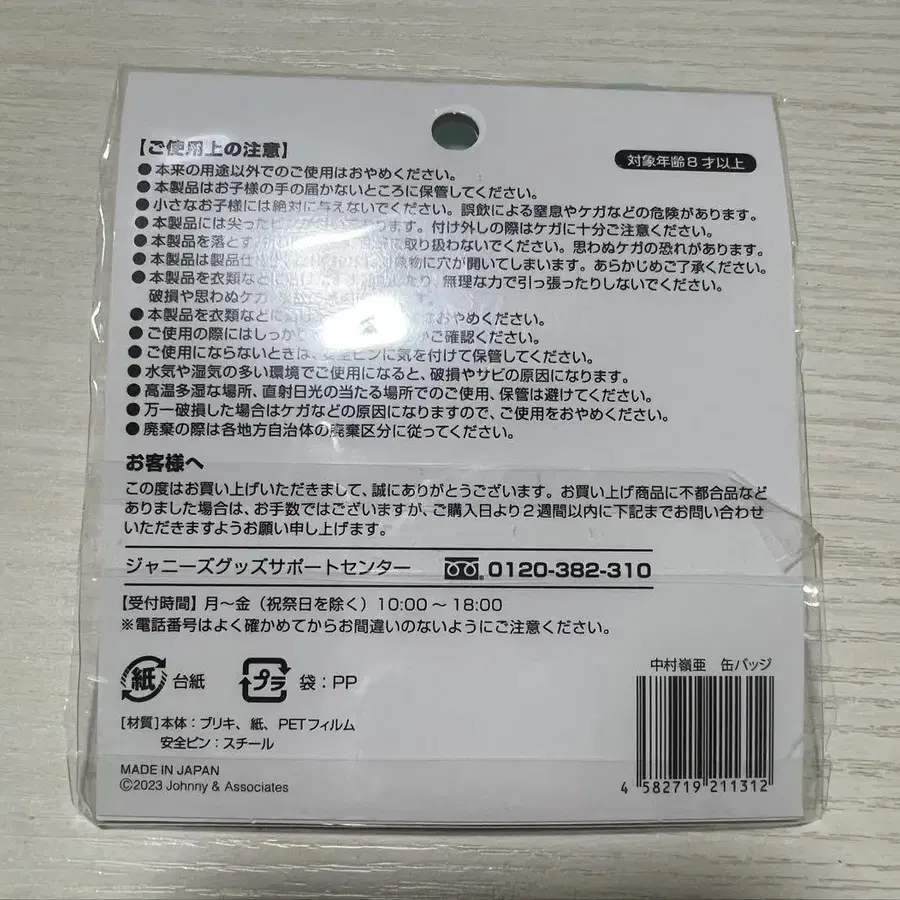 【ご使用上の注意】
対象年齢8才以上
●本来の用途以外でのご使用はおやめください。
●本製品はお子様の手の届かないところに保管してください。
●小さなお子様には絶対に与えないでください。誤飲による窒息やケガなどの危険があります。
●本製品には尖った ります。付け外しの際はケガに十分ご注意ください。
●本製品を落とす に取り扱わないでください。思わぬケガの恐れがあります。
●本製品は製品仕 象物に穴が開いてしまいます。あらかじめご了承ください。
●本製品を衣類などに 無理な力で引っ張ったりしないでください。
破損や思わぬケガ す。
●本製品を衣類などに はおやめください。
●ご使用の際にはしっか ご確認ください。
●ご使用にならないときは、安全ピンに気を付けて保管してください。
●水気や湿気の多い環境でご使用になると、破損やサビの原因になります。
●高温多湿な場所、直射日光の当たる場所でのご使用、保管は避けてください。
●万一破損した場合はケガなどの原因になりますので、ご使用をおやめください。
●廃棄の際は各地方自治体の廃棄区分に従ってください。
お客様へ
この度はお買い上げいただきまして、誠にありがとうございます。お買い上げ商品に不都合品など
ありました場合は、お手数ではございますが、ご購入日より2週間以内に下記までお問い合わせ
いただきますようお願い申し上げます。
ジャニーズグッズサポートセンター 0120-382-310
【受付時間】月～金（祝祭日を除く）10:00～18:00
※電話番号はよく確かめてからお間違いのないようにご注意ください。
紙 台紙 プラ 袋：PP
[材質]本体：ブリキ、紙、PETフィルム
安全ピン：スチール
MADE IN JAPAN
©2023 Johnny & Associates
中村嶺亜 缶バッジ
4 582719 211312